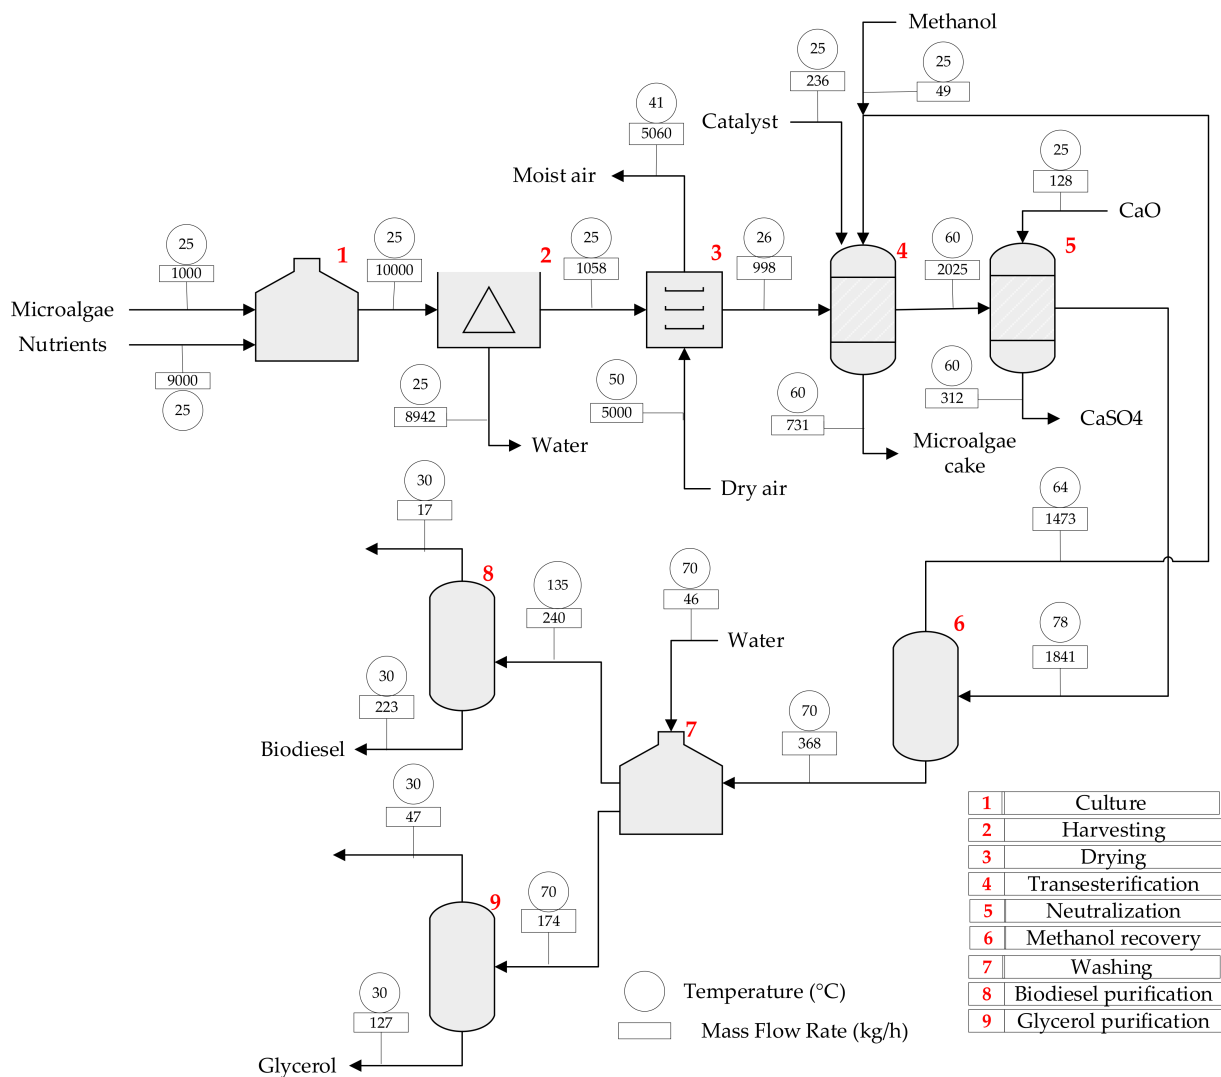 Methanol
25
49
25
236
Catalyst
41
5060
Moist air
25
128
CaO
25
1000
Microalgae
Nutrients
9000
25
1
25
10000
2
25
1058
3
26
998
4
60
2025
5
25
8942
Water
50
5000
Dry air
60
731
Microalgae
cake
60
312
CaSO4
64
1473
30
17
8
135
240
70
46
Water
6
78
1841
30
223
Biodiesel
7
70
368
30
47
9
70
174
30
127
Glycerol
Temperature (°C)
Mass Flow Rate (kg/h)
1 Culture
2 Harvesting
3 Drying
4 Transesterification
5 Neutralization
6 Methanol recovery
7 Washing
8 Biodiesel purification
9 Glycerol purification